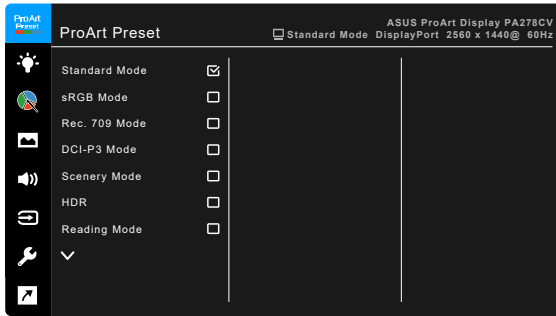 ProArt
Preset
ProArt Preset
ASUS ProArt Display PA278CV
Standard Mode DisplayPort 2560 x 1440@ 60Hz
Standard Mode
sRGB Mode
Rec. 709 Mode
DCI-P3 Mode
Scenery Mode
HDR
Reading Mode